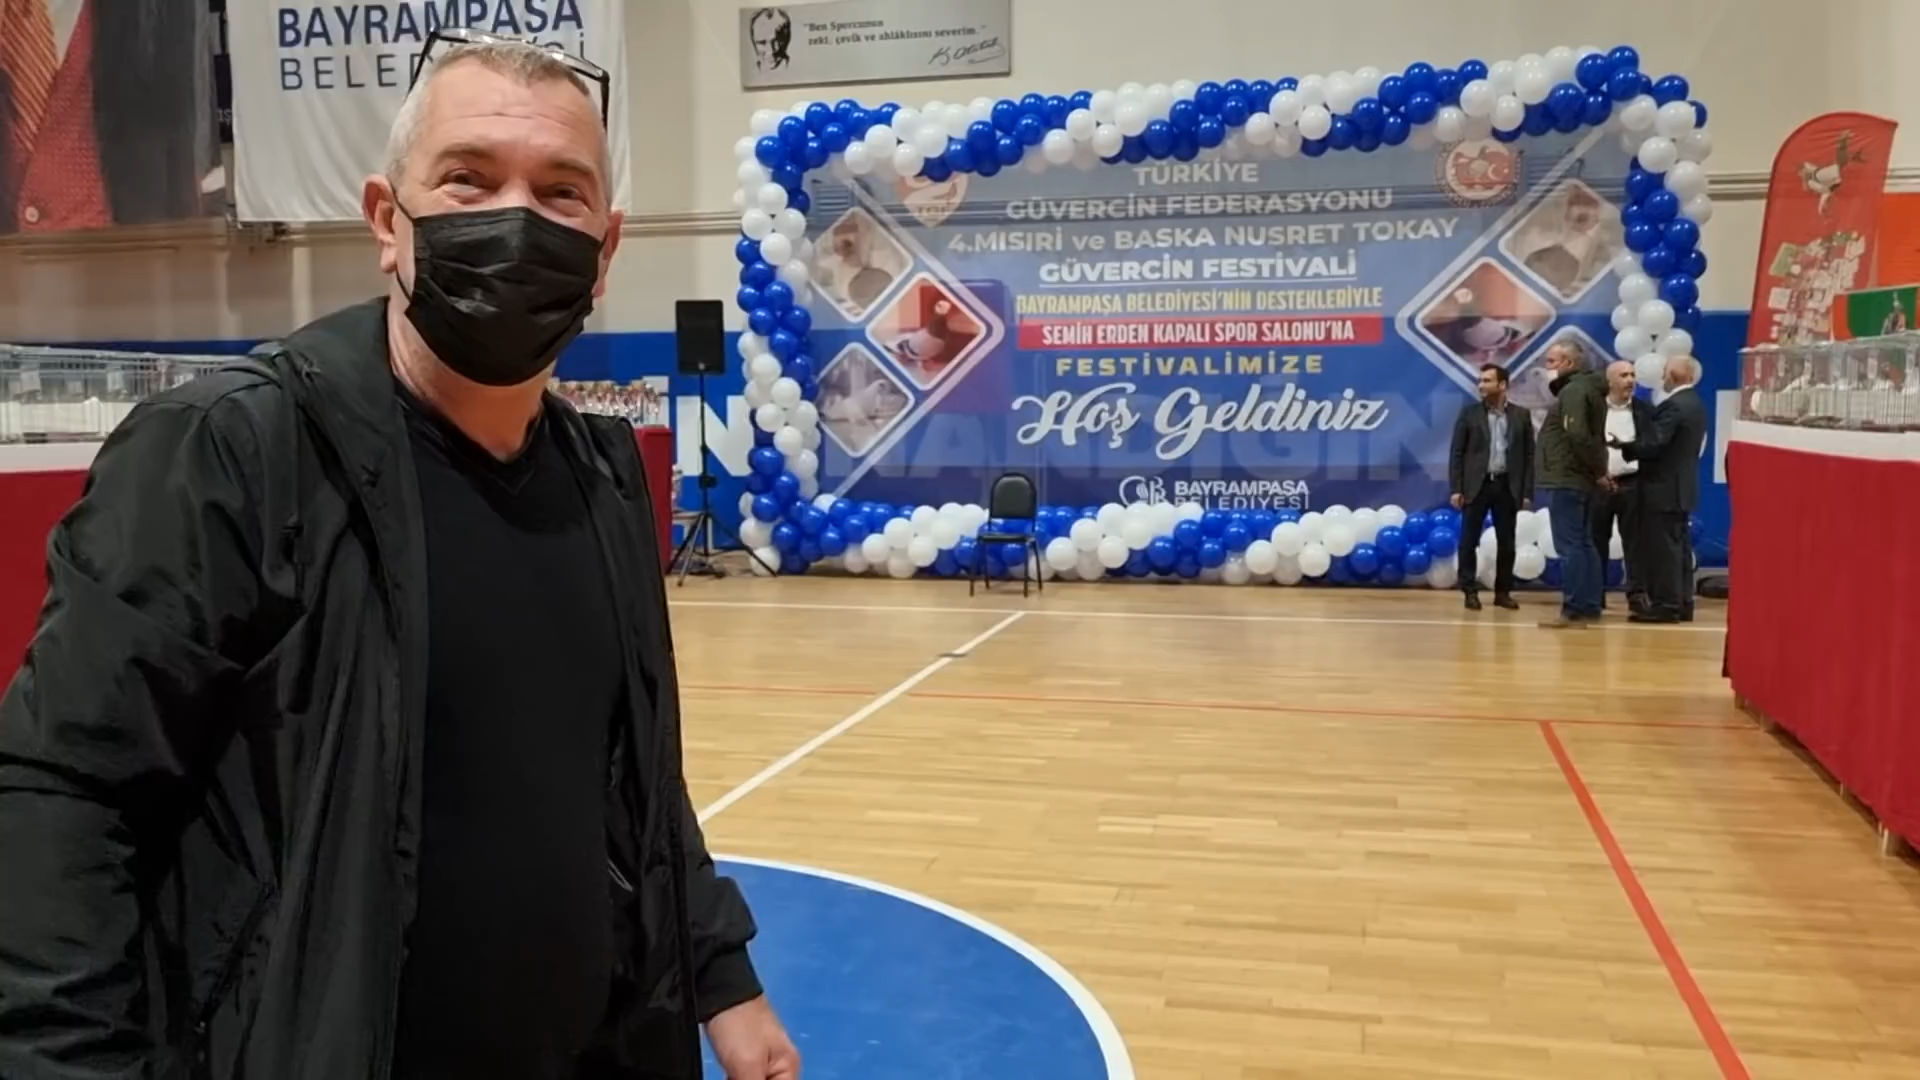 BAYRAMPAŞA
"Ben Sporcunun
zeki, çevik ve ahlâklısını severim."
TÜRKİYE
GÜVERCİN FEDERASYONU
4.MISIRİ ve BASKA NUSRET TOKAY
GÜVERCİN FESTİVALİ
BAYRAMPAŞA BELEDİYESİ'NİN DESTEKLERİYLE
SEMİH ERDEN KAPALI SPOR SALONU'NA
FESTİVALİMİZE
Hoş Geldiniz
BAYRAMPAŞA
BELEDİYESİ